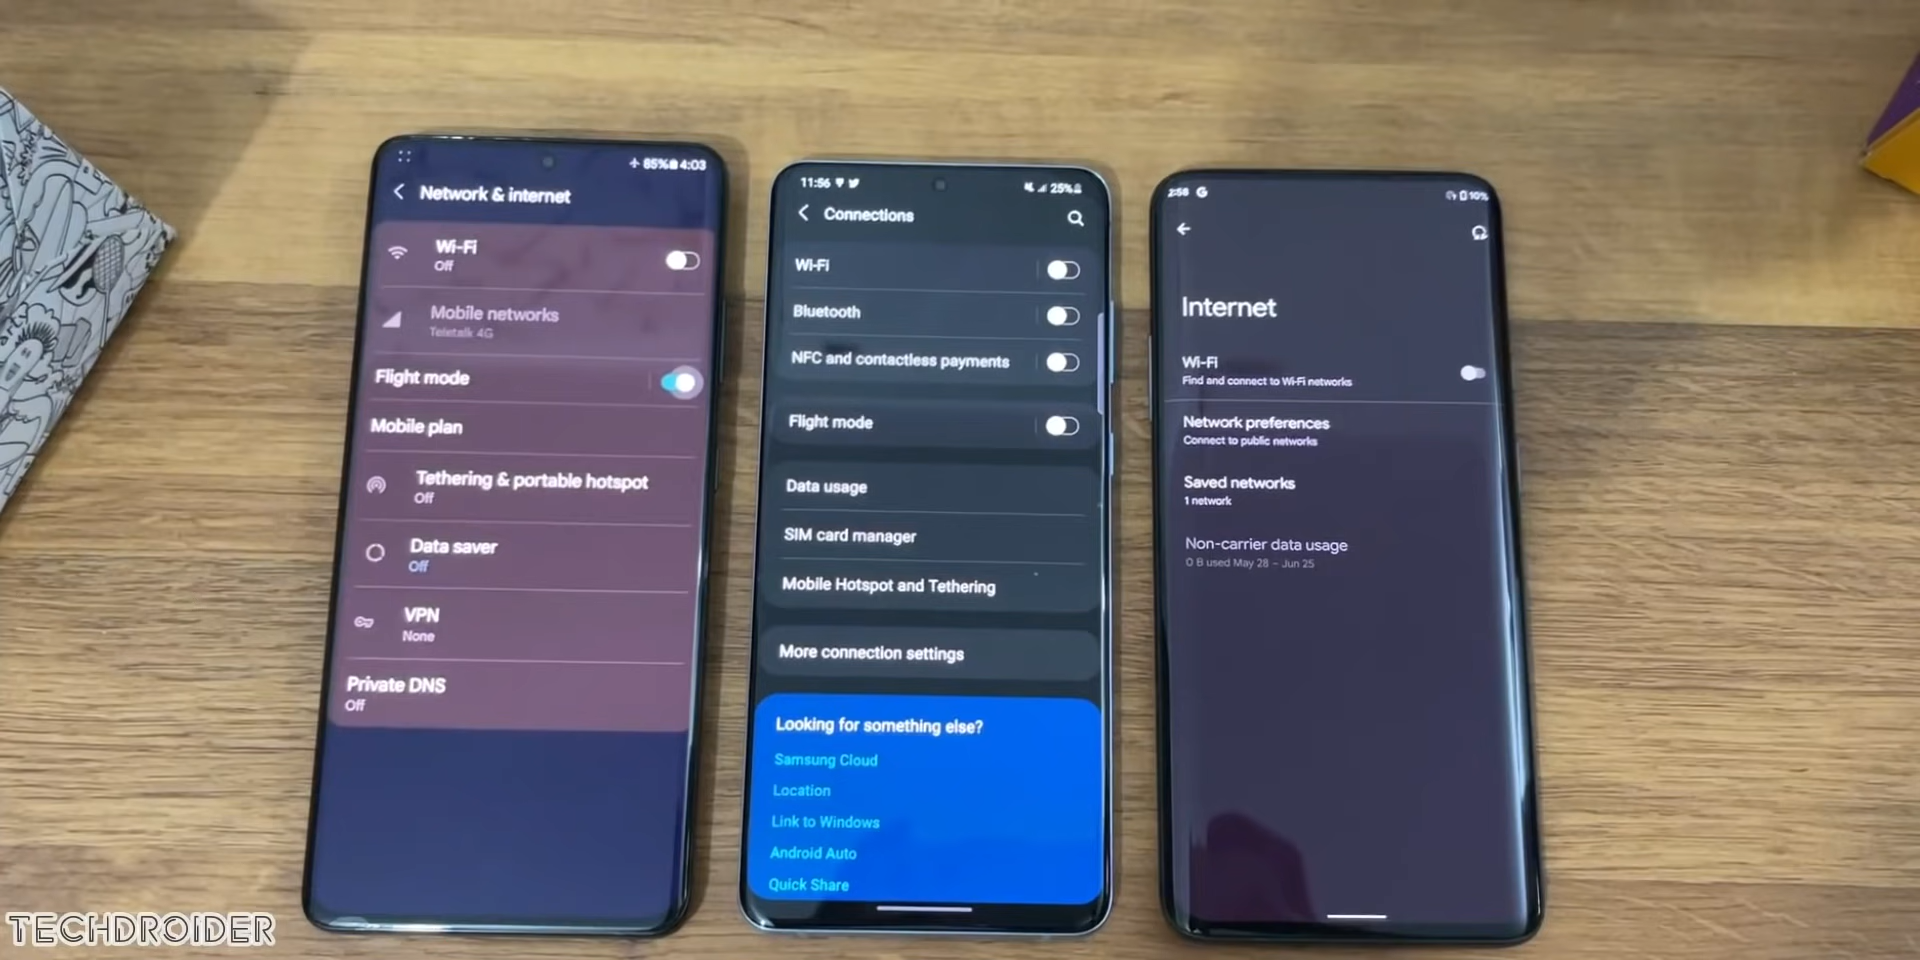 85% 4:03
Network & internet
Wi-Fi
Off
Mobile networks
Teletalk 4G
Flight mode
Mobile plan
Tethering & portable hotspot
Off
Data saver
Off
VPN
None
Private DNS
Off
11:56
25%
Connections
Wi-Fi
Bluetooth
NFC and contactless payments
Flight mode
Data usage
SIM card manager
Mobile Hotspot and Tethering
More connection settings
Looking for something else?
Samsung Cloud
Location
Link to Windows
Android Auto
Quick Share
2:58 G
10%
Internet
Wi-Fi
Find and connect to Wi-Fi networks
Network preferences
Connect to public networks
Saved networks
1 network
Non-carrier data usage
0 B used May 28 – Jun 25
TECHDROIDER